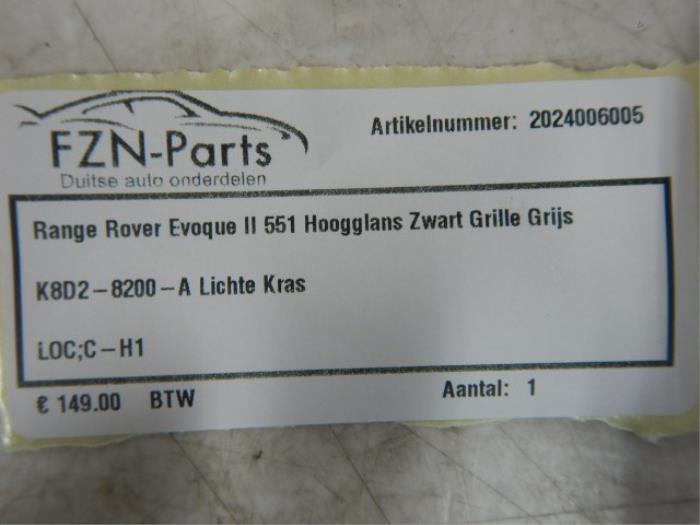 FZN-Parts
Duitse auto onderdelen
Artikelnummer: 2024006005
Range Rover Evoque II 551 Hoogglans Zwart Grille Grijs
K8D2-8200-A Lichte Kras
LOC;C-H1
€ 149.00 BTW
Aantal: 1